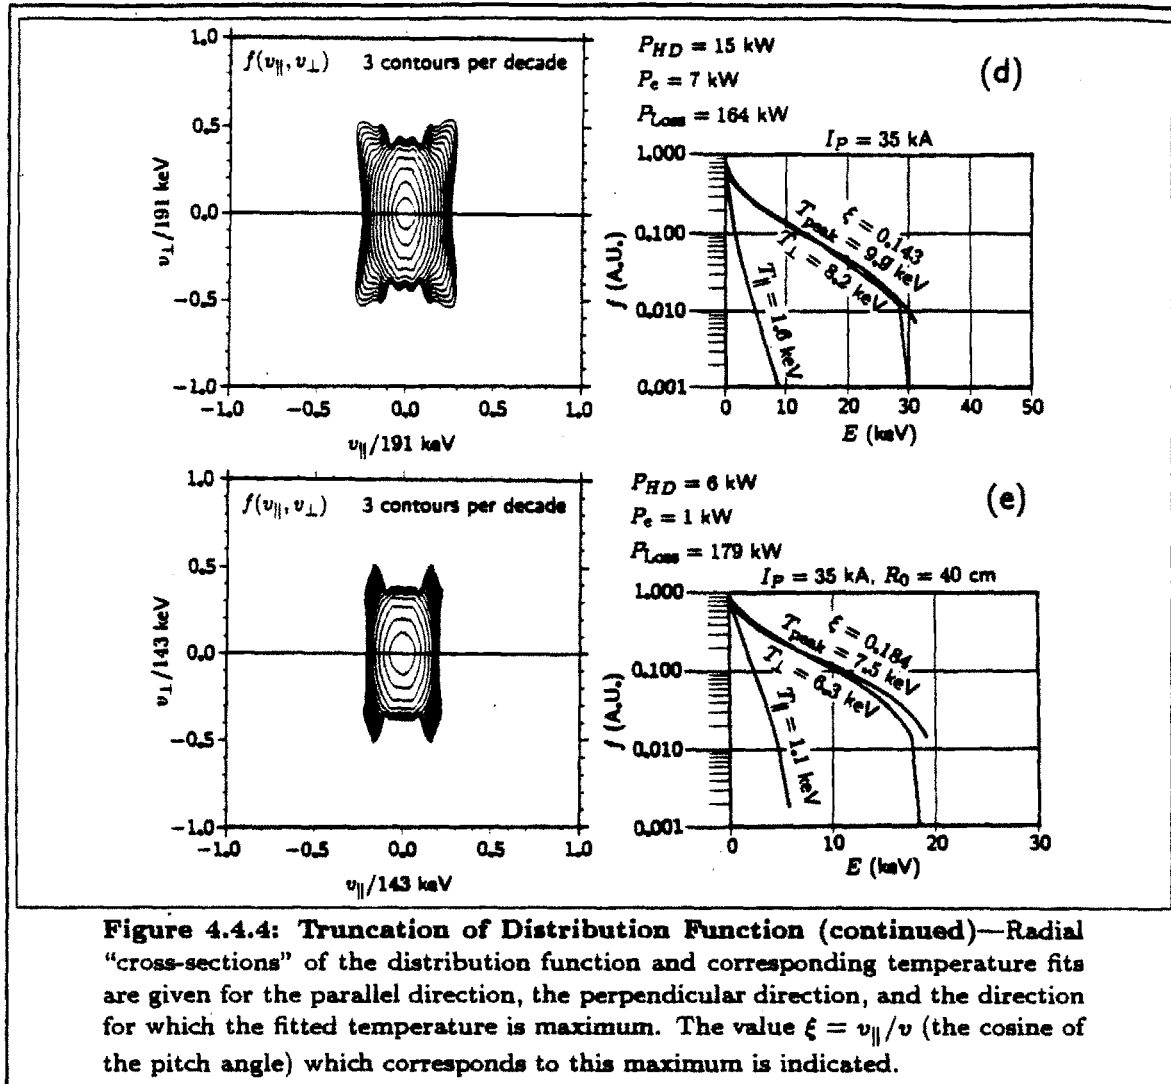 1.0
f(v∥, v⊥) 3 contours per decade
0.5
0.0
−0.5
−1.0
v⊥/191 keV
−1.0 −0.5 0.0 0.5 1.0
v∥/191 keV
P_HD = 15 kW
P_e = 7 kW
P_Loss = 164 kW
(d)
I_P = 35 kA
1.000
0.100
0.010
0.001
f (A.U.)
ξ = 0.143
T_peak = 9.9 keV
T⊥ = 8.2 keV
T∥ = 1.6 keV
0 10 20 30 40 50
E (keV)
1.0
f(v∥, v⊥) 3 contours per decade
0.5
0.0
−0.5
−1.0
v⊥/143 keV
−1.0 −0.5 0.0 0.5 1.0
v∥/143 keV
P_HD = 6 kW
P_e = 1 kW
P_Loss = 179 kW
(e)
I_P = 35 kA, R_0 = 40 cm
1.000
0.100
0.010
0.001
f (A.U.)
ξ = 0.184
T_peak = 7.5 keV
T⊥ = 6.3 keV
T∥ = 1.1 keV
0 10 20 30
E (keV)
Figure 4.4.4: Truncation of Distribution Function (continued)—Radial
“cross-sections” of the distribution function and corresponding temperature fits
are given for the parallel direction, the perpendicular direction, and the direction
for which the fitted temperature is maximum. The value ξ = v∥/v (the cosine of
the pitch angle) which corresponds to this maximum is indicated.